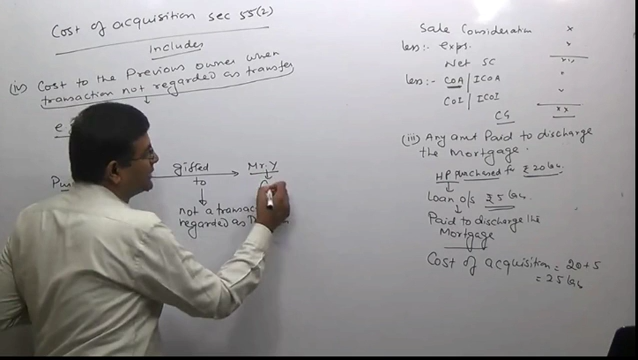 Cost of acquisition sec 55(2)
Includes
(iv) Cost to the Previous owner when
transaction not regarded as transfer
gifted
to
Mr. Y
not a transac
regarded as
Sale Consideration x
less:- exps. x
Net SC xx
less:- COA / ICOA
COI / ICOI
CG xx
(iii) Any amt Paid to discharge
the Mortgage.
HP purchased for ₹ 20 lac.
Loan o/s ₹ 5 lac
Paid to discharge the
Mortgage
Cost of acquisition = 20 + 5
= 25 lac